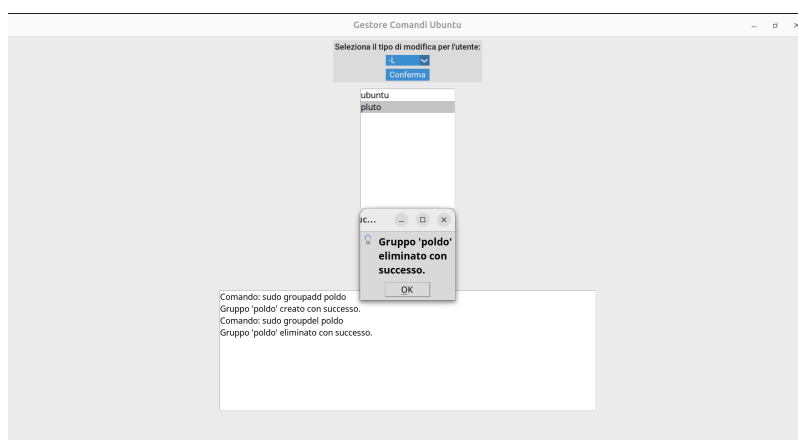 Gestore Comandi Ubuntu
Seleziona il tipo di modifica per l'utente:
-L
Conferma
ubuntu
pluto
uc...
Gruppo 'poldo'
eliminato con
successo.
OK
Comando: sudo groupadd poldo
Gruppo 'poldo' creato con successo.
Comando: sudo groupdel poldo
Gruppo 'poldo' eliminato con successo.